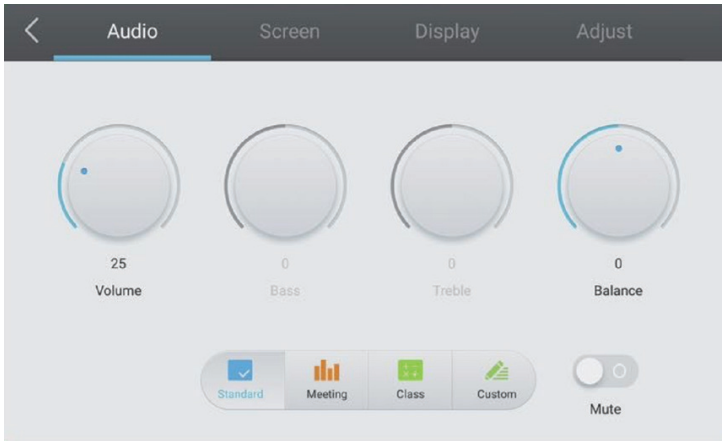 Audio Screen Display Adjust
25 0 0 0
Volume Bass Treble Balance
Standard Meeting Class Custom
Mute